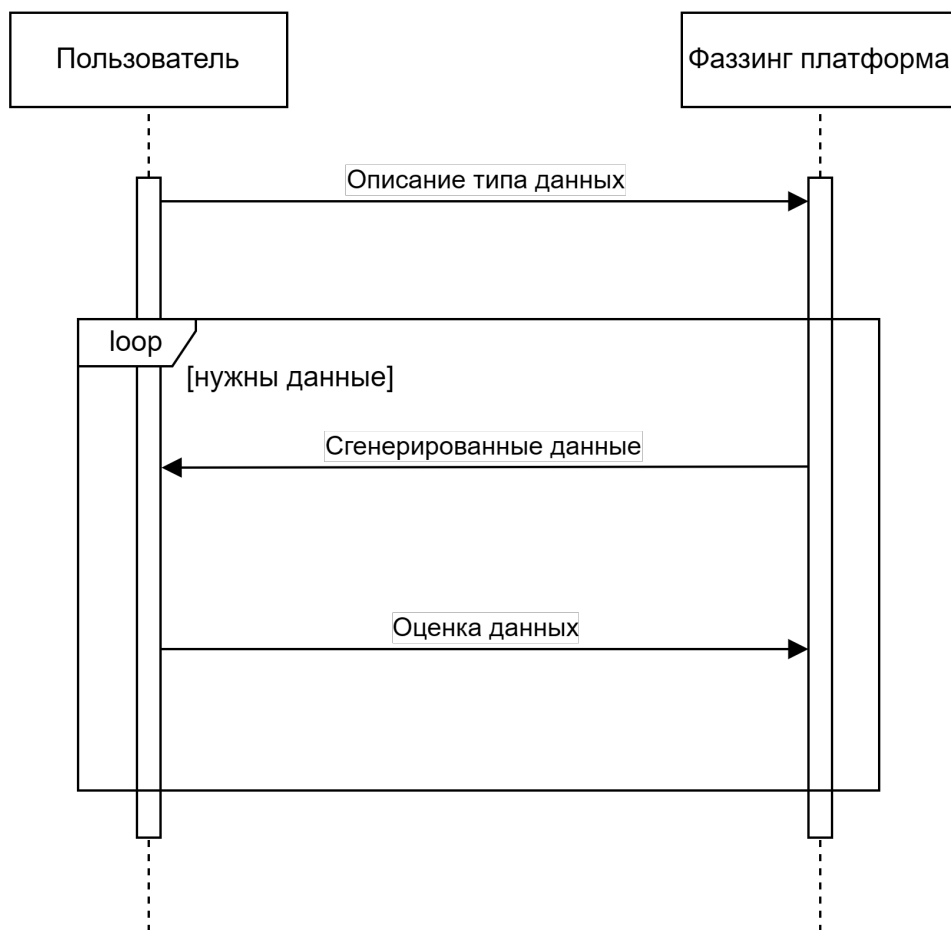 Пользователь
Фаззинг платформа
Описание типа данных
loop
[нужны данные]
Сгенерированные данные
Оценка данных